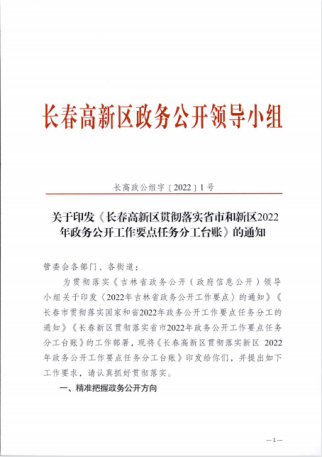 长春高新区政务公开领导小组
长高政公组字〔2022〕1号
关于印发《长春高新区贯彻落实省市和新区2022
年政务公开工作要点任务分工台账》的通知
管委会各部门、各街道：
为贯彻落实《吉林省政务公开（政府信息公开）领导
小组关于印发〈2022年吉林省政务公开工作要点〉的通知》《
长春市贯彻落实国家和省2022年政务公开工作要点任务分工的
通知》《长春新区贯彻落实省市2022年政务公开工作要点任务
分工台账》的工作部署，现将《长春高新区贯彻落实新区 2022
年政务公开工作要点任务分工台账》印发给你们，并提出如下
工作要求，请认真抓好贯彻落实。
一、精准把握政务公开方向
—1—